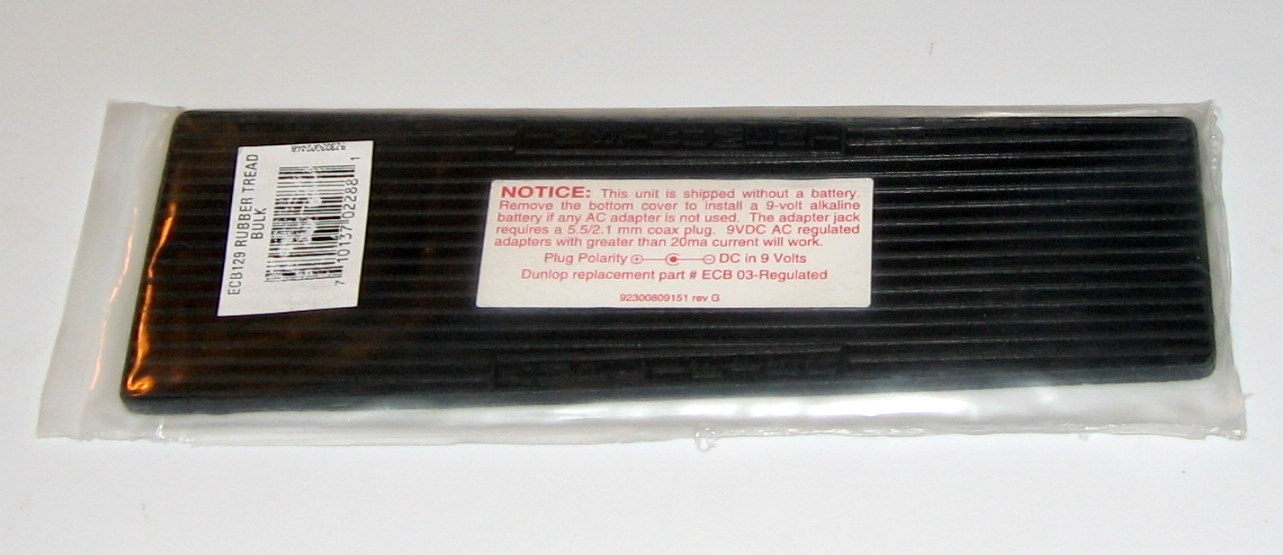 ECB129 RUBBER TREAD
BULK
7 10137 02288 1
NOTICE: This unit is shipped without a battery.
Remove the bottom cover to install a 9-volt alkaline
battery if any AC adapter is not used. The adapter jack
requires a 5.5/2.1 mm coax plug. 9VDC AC regulated
adapters with greater than 20ma current will work.
Plug Polarity + - DC in 9 Volts
Dunlop replacement part # ECB 03-Regulated
92300809151 rev G